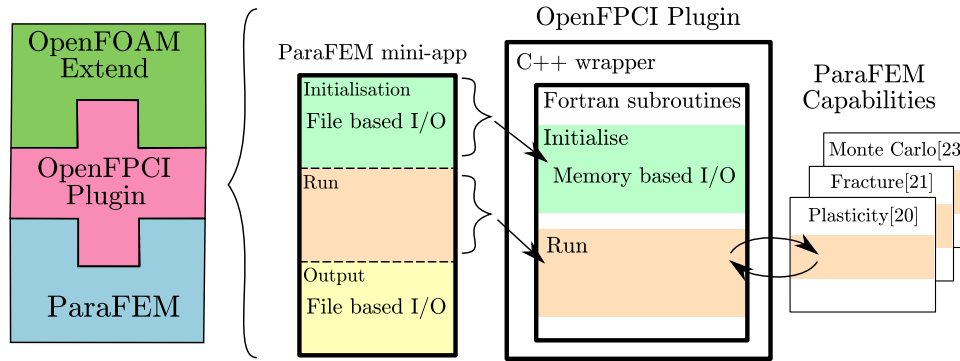 OpenFOAM
Extend
OpenFPCI
Plugin
ParaFEM
ParaFEM mini-app
Initialisation
File based I/O
Run
Output
File based I/O
OpenFPCI Plugin
C++ wrapper
Fortran subroutines
Initialise
Memory based I/O
Run
ParaFEM
Capabilities
Monte Carlo[23]
Fracture[21]
Plasticity[20]